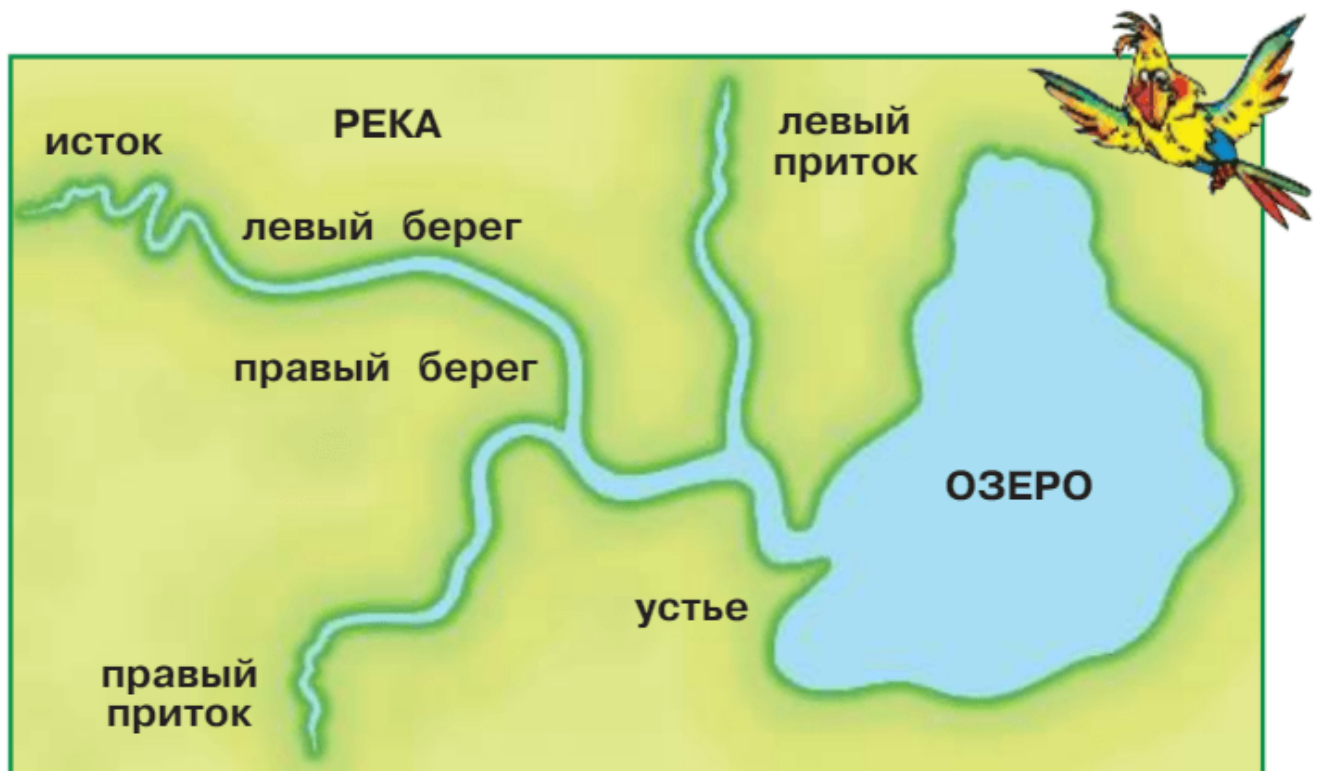 РЕКА
исток
левый приток
левый берег
правый берег
ОЗЕРО
устье
правый приток